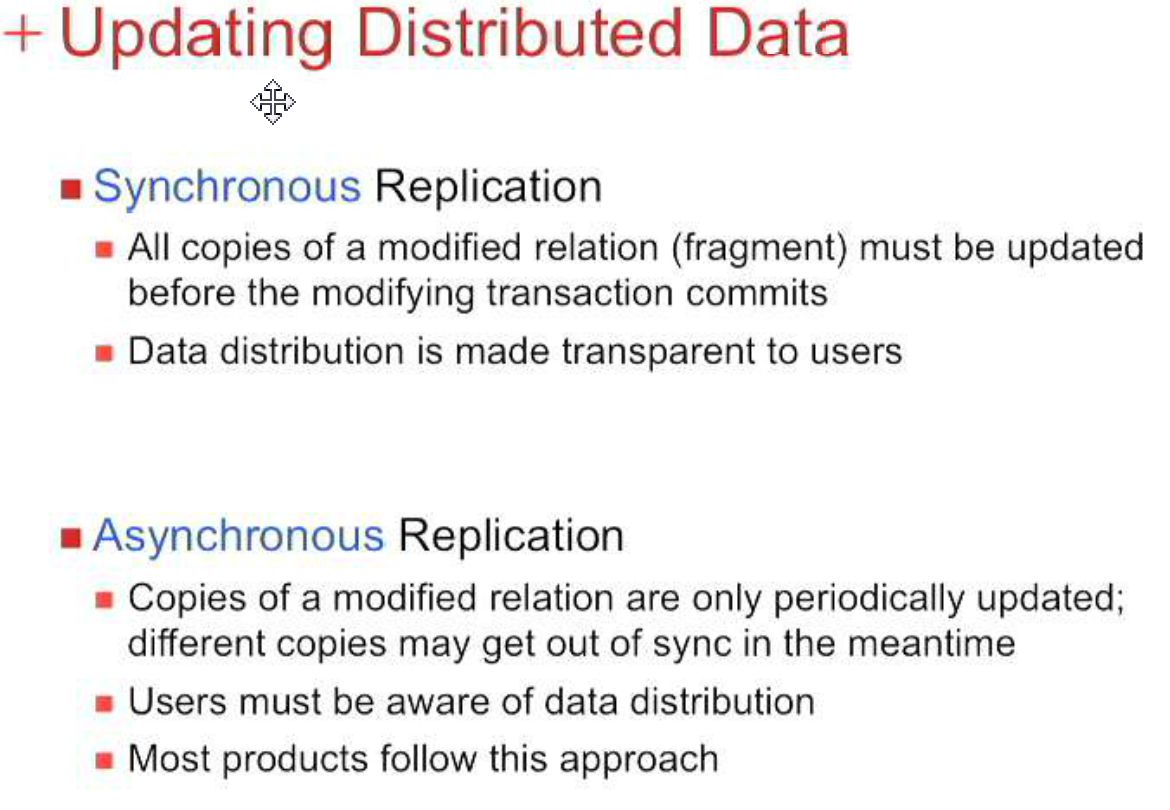 + Updating Distributed Data
■ Synchronous Replication
■ All copies of a modified relation (fragment) must be updated
before the modifying transaction commits
■ Data distribution is made transparent to users
■ Asynchronous Replication
■ Copies of a modified relation are only periodically updated;
different copies may get out of sync in the meantime
■ Users must be aware of data distribution
■ Most products follow this approach